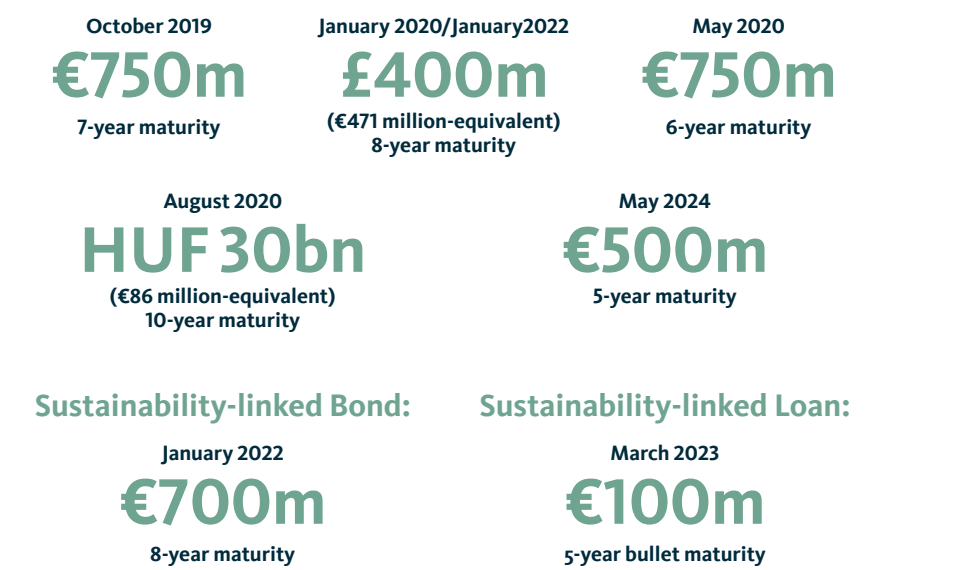 October 2019
€750m
7-year maturity
January 2020/January2022
£400m
(€471 million-equivalent)
8-year maturity
May 2020
€750m
6-year maturity
August 2020
HUF 30bn
(€86 million-equivalent)
10-year maturity
May 2024
€500m
5-year maturity
Sustainability-linked Bond:
January 2022
€700m
8-year maturity
Sustainability-linked Loan:
March 2023
€100m
5-year bullet maturity